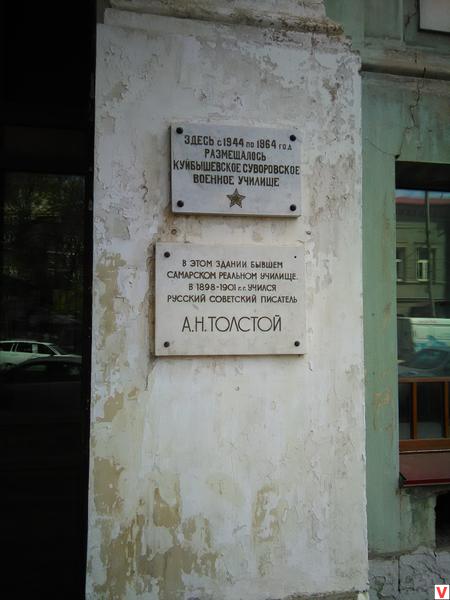 ЗДЕСЬ с 1944 по 1964 год
РАЗМЕЩАЛОСЬ
КУЙБЫШЕВСКОЕ СУВОРОВСКОЕ
ВОЕННОЕ УЧИЛИЩЕ
В ЭТОМ ЗДАНИИ БЫВШЕМ
САМАРСКОМ РЕАЛЬНОМ УЧИЛИЩЕ,
В 1898-1901 г.г. УЧИЛСЯ
РУССКИЙ СОВЕТСКИЙ ПИСАТЕЛЬ
А.Н.ТОЛСТОЙ
V